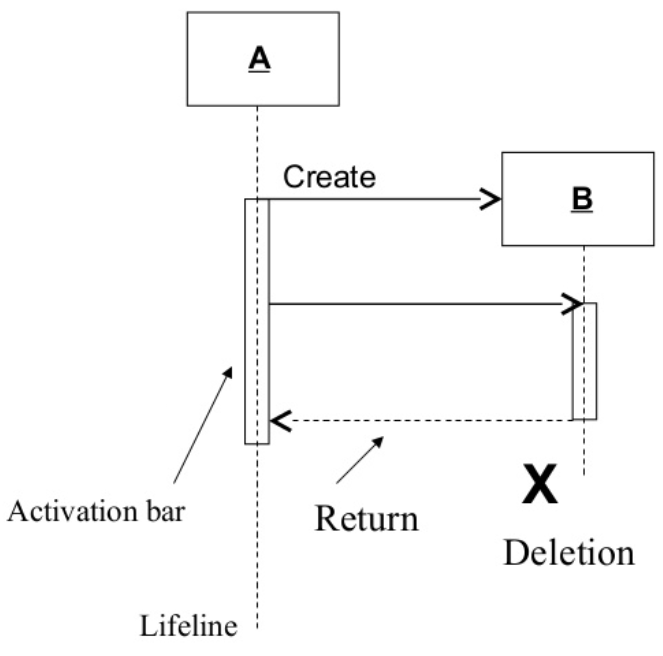 A
Create
B
Activation bar
Return
X
Deletion
Lifeline